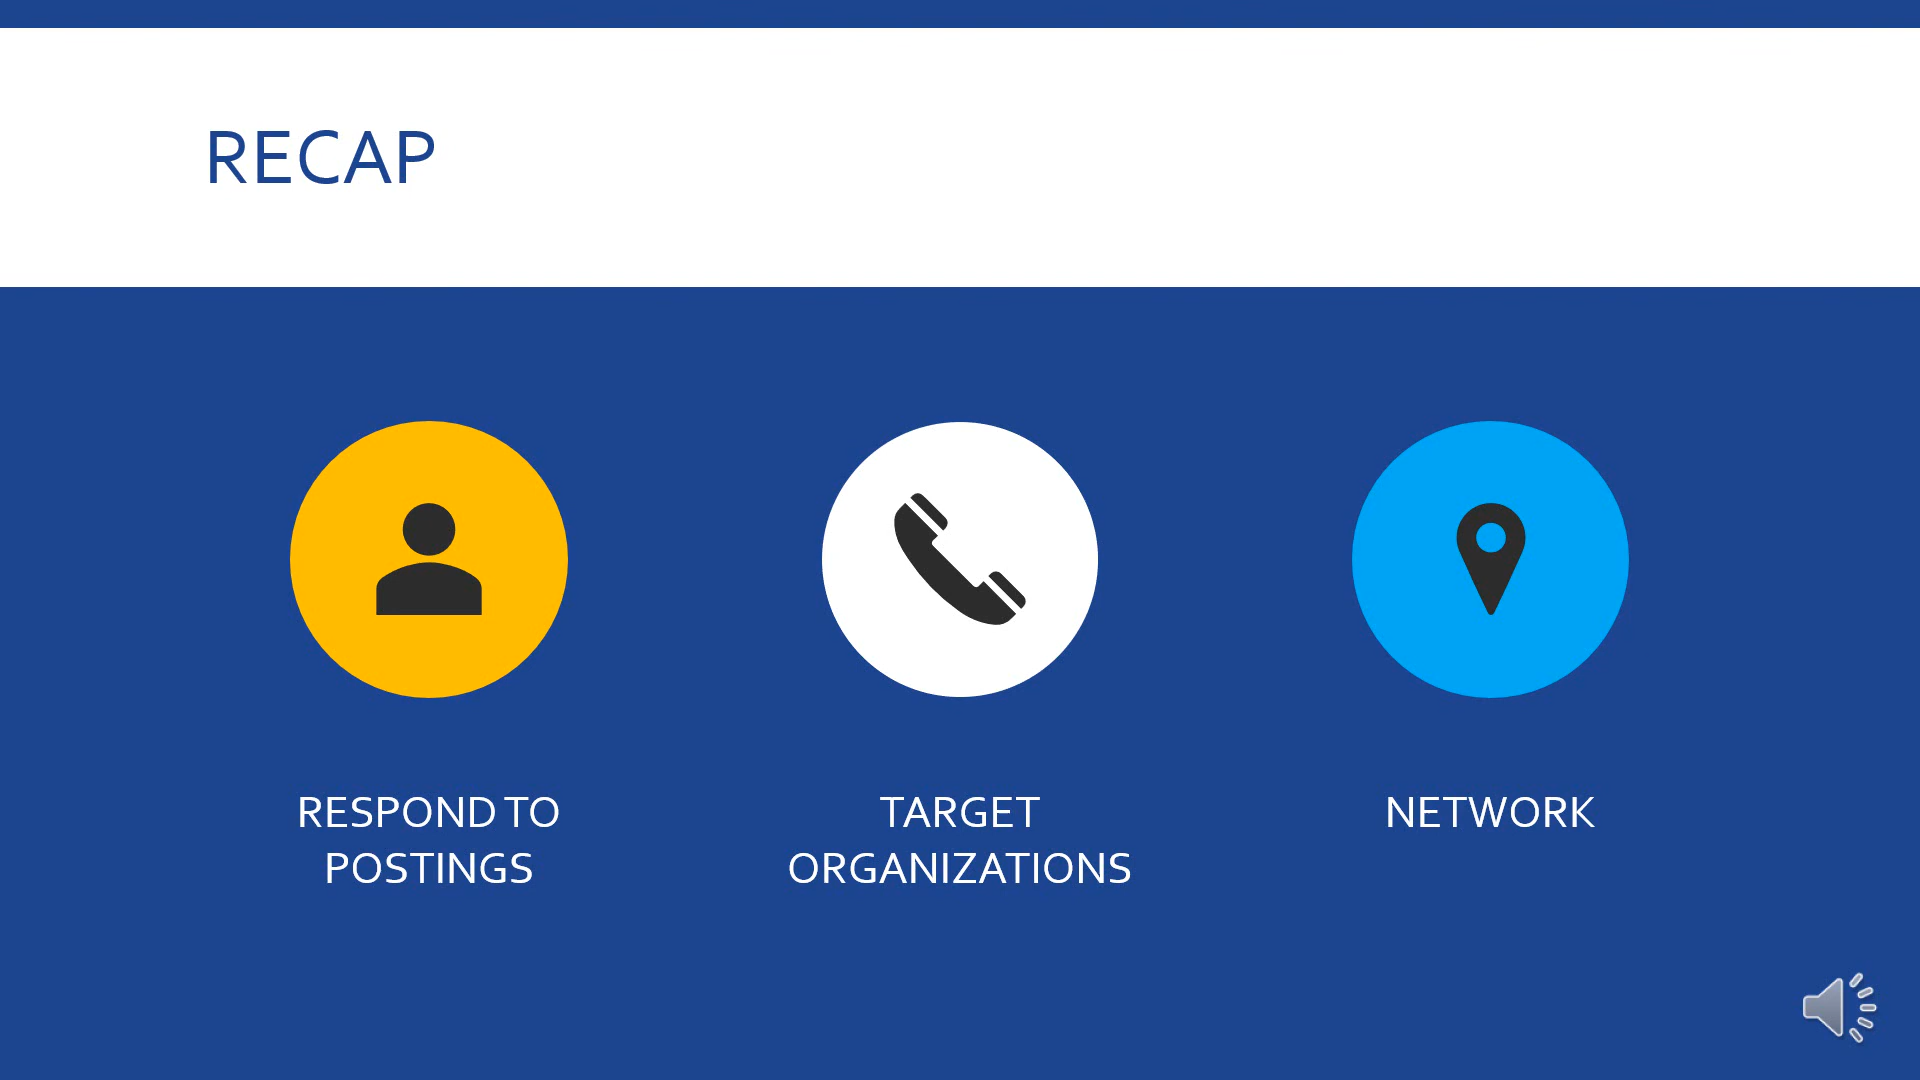 RECAP
RESPOND TO
POSTINGS
TARGET
ORGANIZATIONS
NETWORK